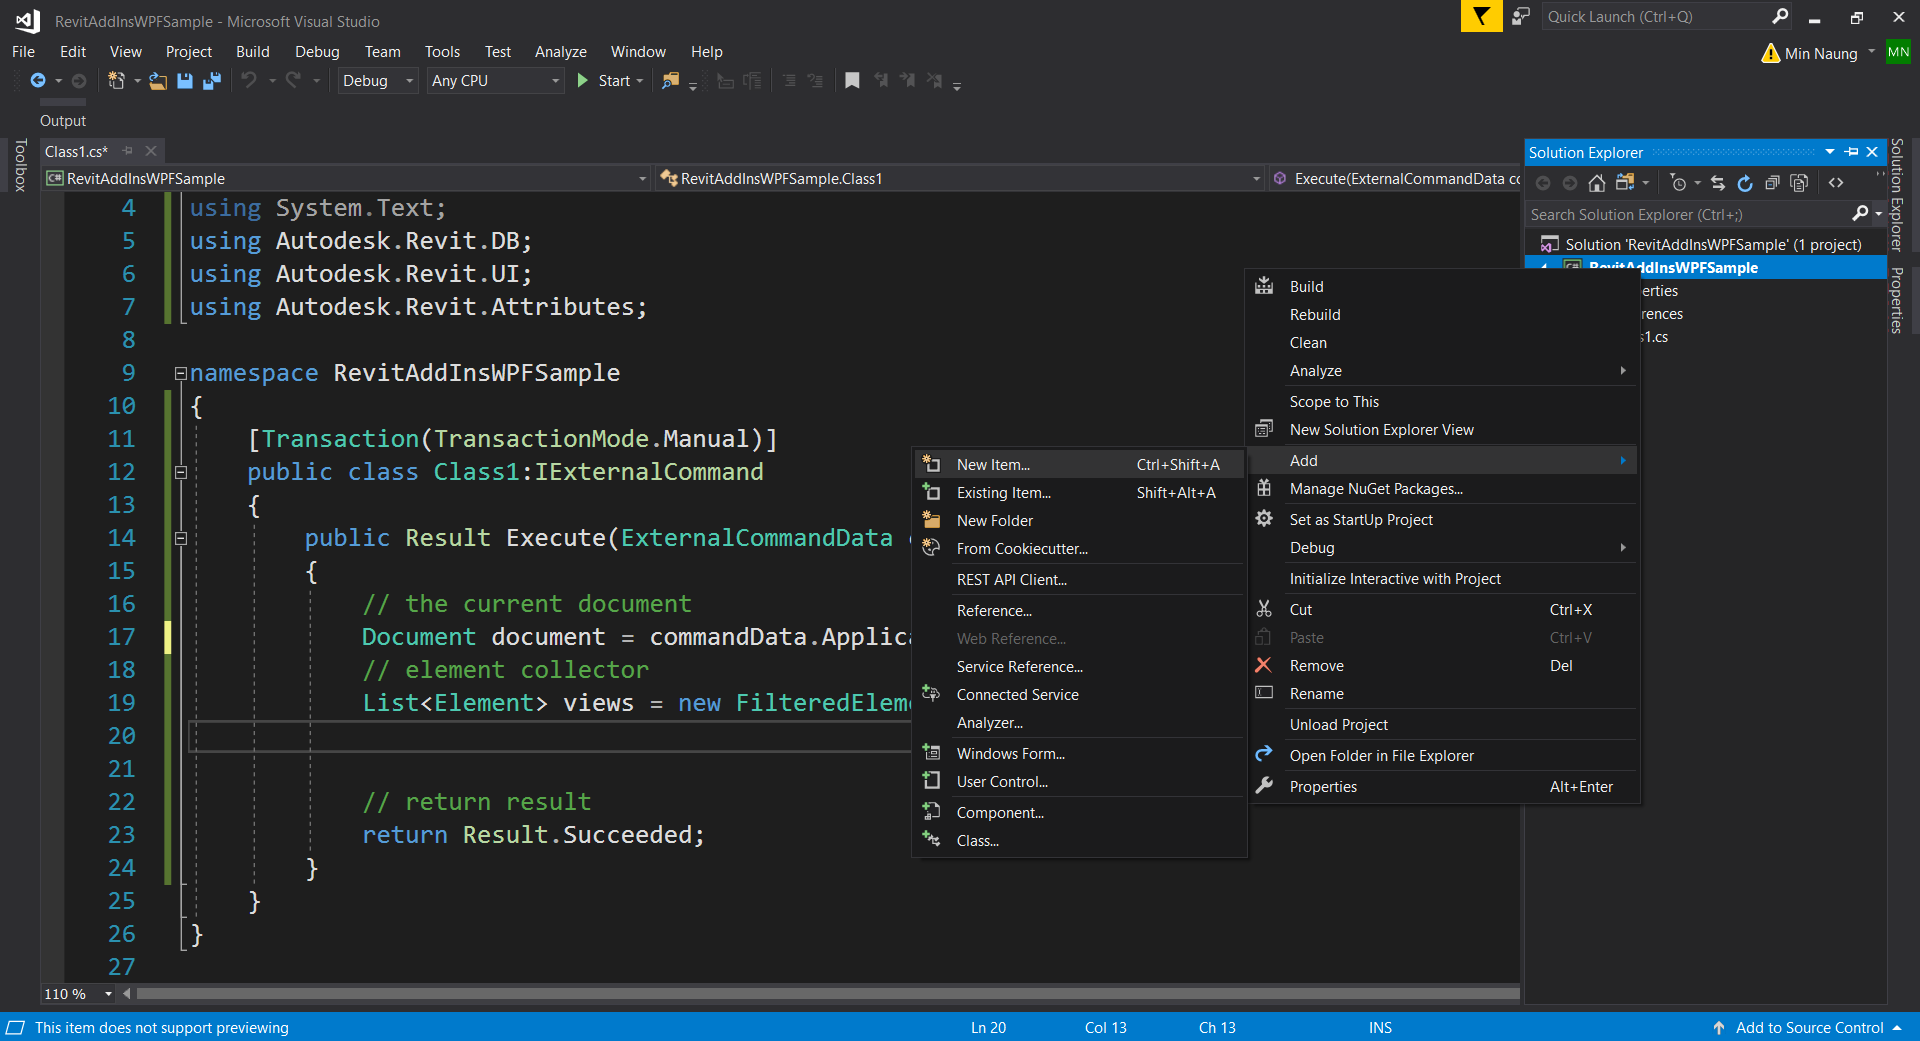 RevitAddInsWPFSample - Microsoft Visual Studio
Quick Launch (Ctrl+Q)
File Edit View Project Build Debug Team Tools Test Analyze Window Help
Min Naung MN
Debug Any CPU Start
Output
Toolbox
Class1.cs*
RevitAddInsWPFSample RevitAddInsWPFSample.Class1 Execute(ExternalCommandData
4 using System.Text;
5 using Autodesk.Revit.DB;
6 using Autodesk.Revit.UI;
7 using Autodesk.Revit.Attributes;
8
9 namespace RevitAddInsWPFSample
10 {
11 [Transaction(TransactionMode.Manual)]
12 public class Class1:IExternalCommand
13 {
14 public Result Execute(ExternalCommandData
15 {
16 // the current document
17 Document document = commandData.Applica
18 // element collector
19 List<Element> views = new FilteredEleme
20
21
22 // return result
23 return Result.Succeeded;
24 }
25 }
26 }
27
110 %
New Item... Ctrl+Shift+A
Existing Item... Shift+Alt+A
New Folder
From Cookiecutter...
REST API Client...
Reference...
Web Reference...
Service Reference...
Connected Service
Analyzer...
Windows Form...
User Control...
Component...
Class...
Build
Rebuild
Clean
Analyze
Scope to This
New Solution Explorer View
Add
Manage NuGet Packages...
Set as StartUp Project
Debug
Initialize Interactive with Project
Cut Ctrl+X
Paste Ctrl+V
Remove Del
Rename
Unload Project
Open Folder in File Explorer
Properties Alt+Enter
Solution Explorer
Search Solution Explorer (Ctrl+;)
Solution 'RevitAddInsWPFSample' (1 project)
RevitAddInsWPFSample
erties
rences
s1.cs
Solution Explorer
Properties
This item does not support previewing Ln 20 Col 13 Ch 13 INS Add to Source Control